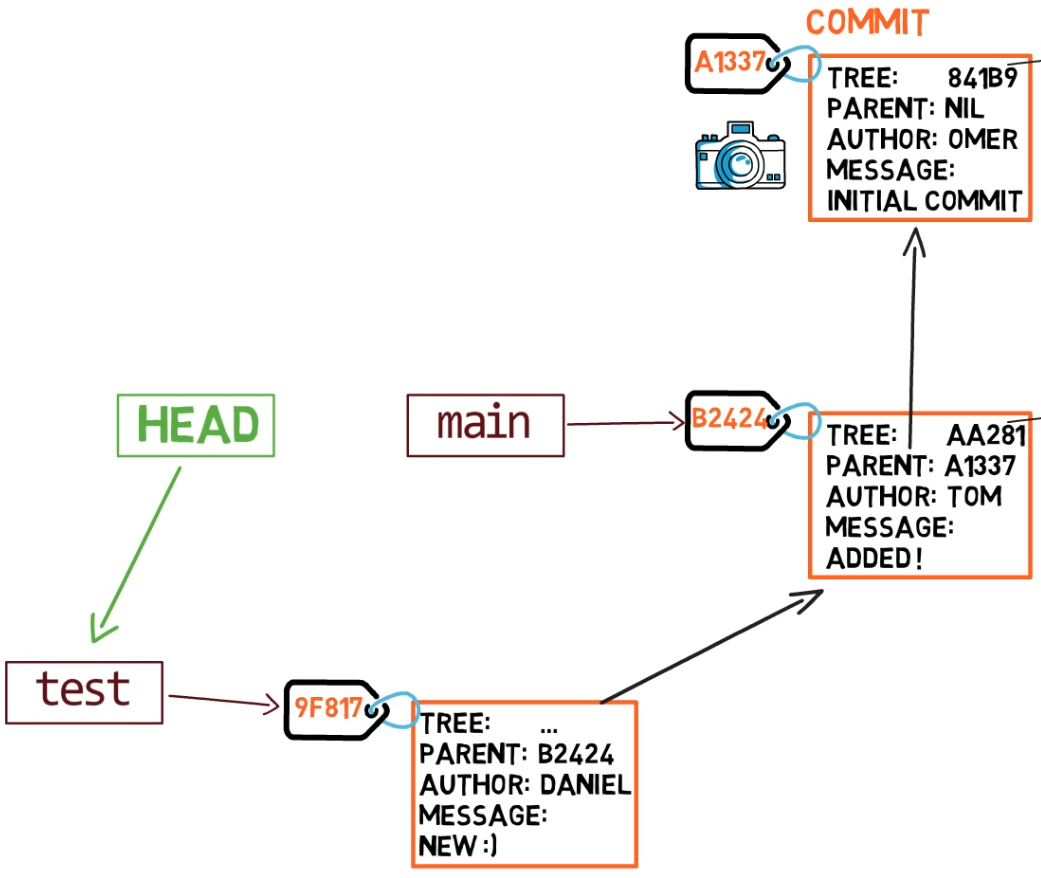 COMMIT
A1337
TREE: 841B9
PARENT: NIL
AUTHOR: OMER
MESSAGE:
INITIAL COMMIT
HEAD
main
B2424
TREE: AA281
PARENT: A1337
AUTHOR: TOM
MESSAGE:
ADDED!
test
9F817
TREE: ...
PARENT: B2424
AUTHOR: DANIEL
MESSAGE:
NEW :)